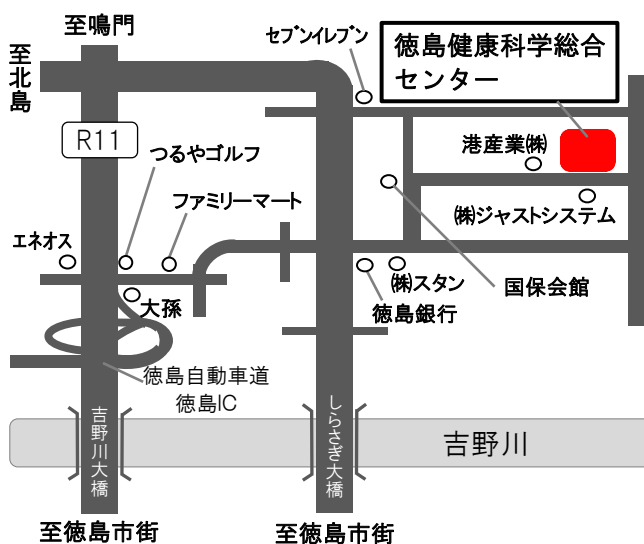 至鳴門
至北島
セブンイレブン
徳島健康科学総合
センター
R11
つるやゴルフ
港産業㈱
ファミリーマート
㈱ジャストシステム
エネオス
大孫
㈱スタン
国保会館
徳島銀行
徳島自動車道
徳島IC
吉野川大橋
しらさぎ大橋
吉野川
至徳島市街
至徳島市街